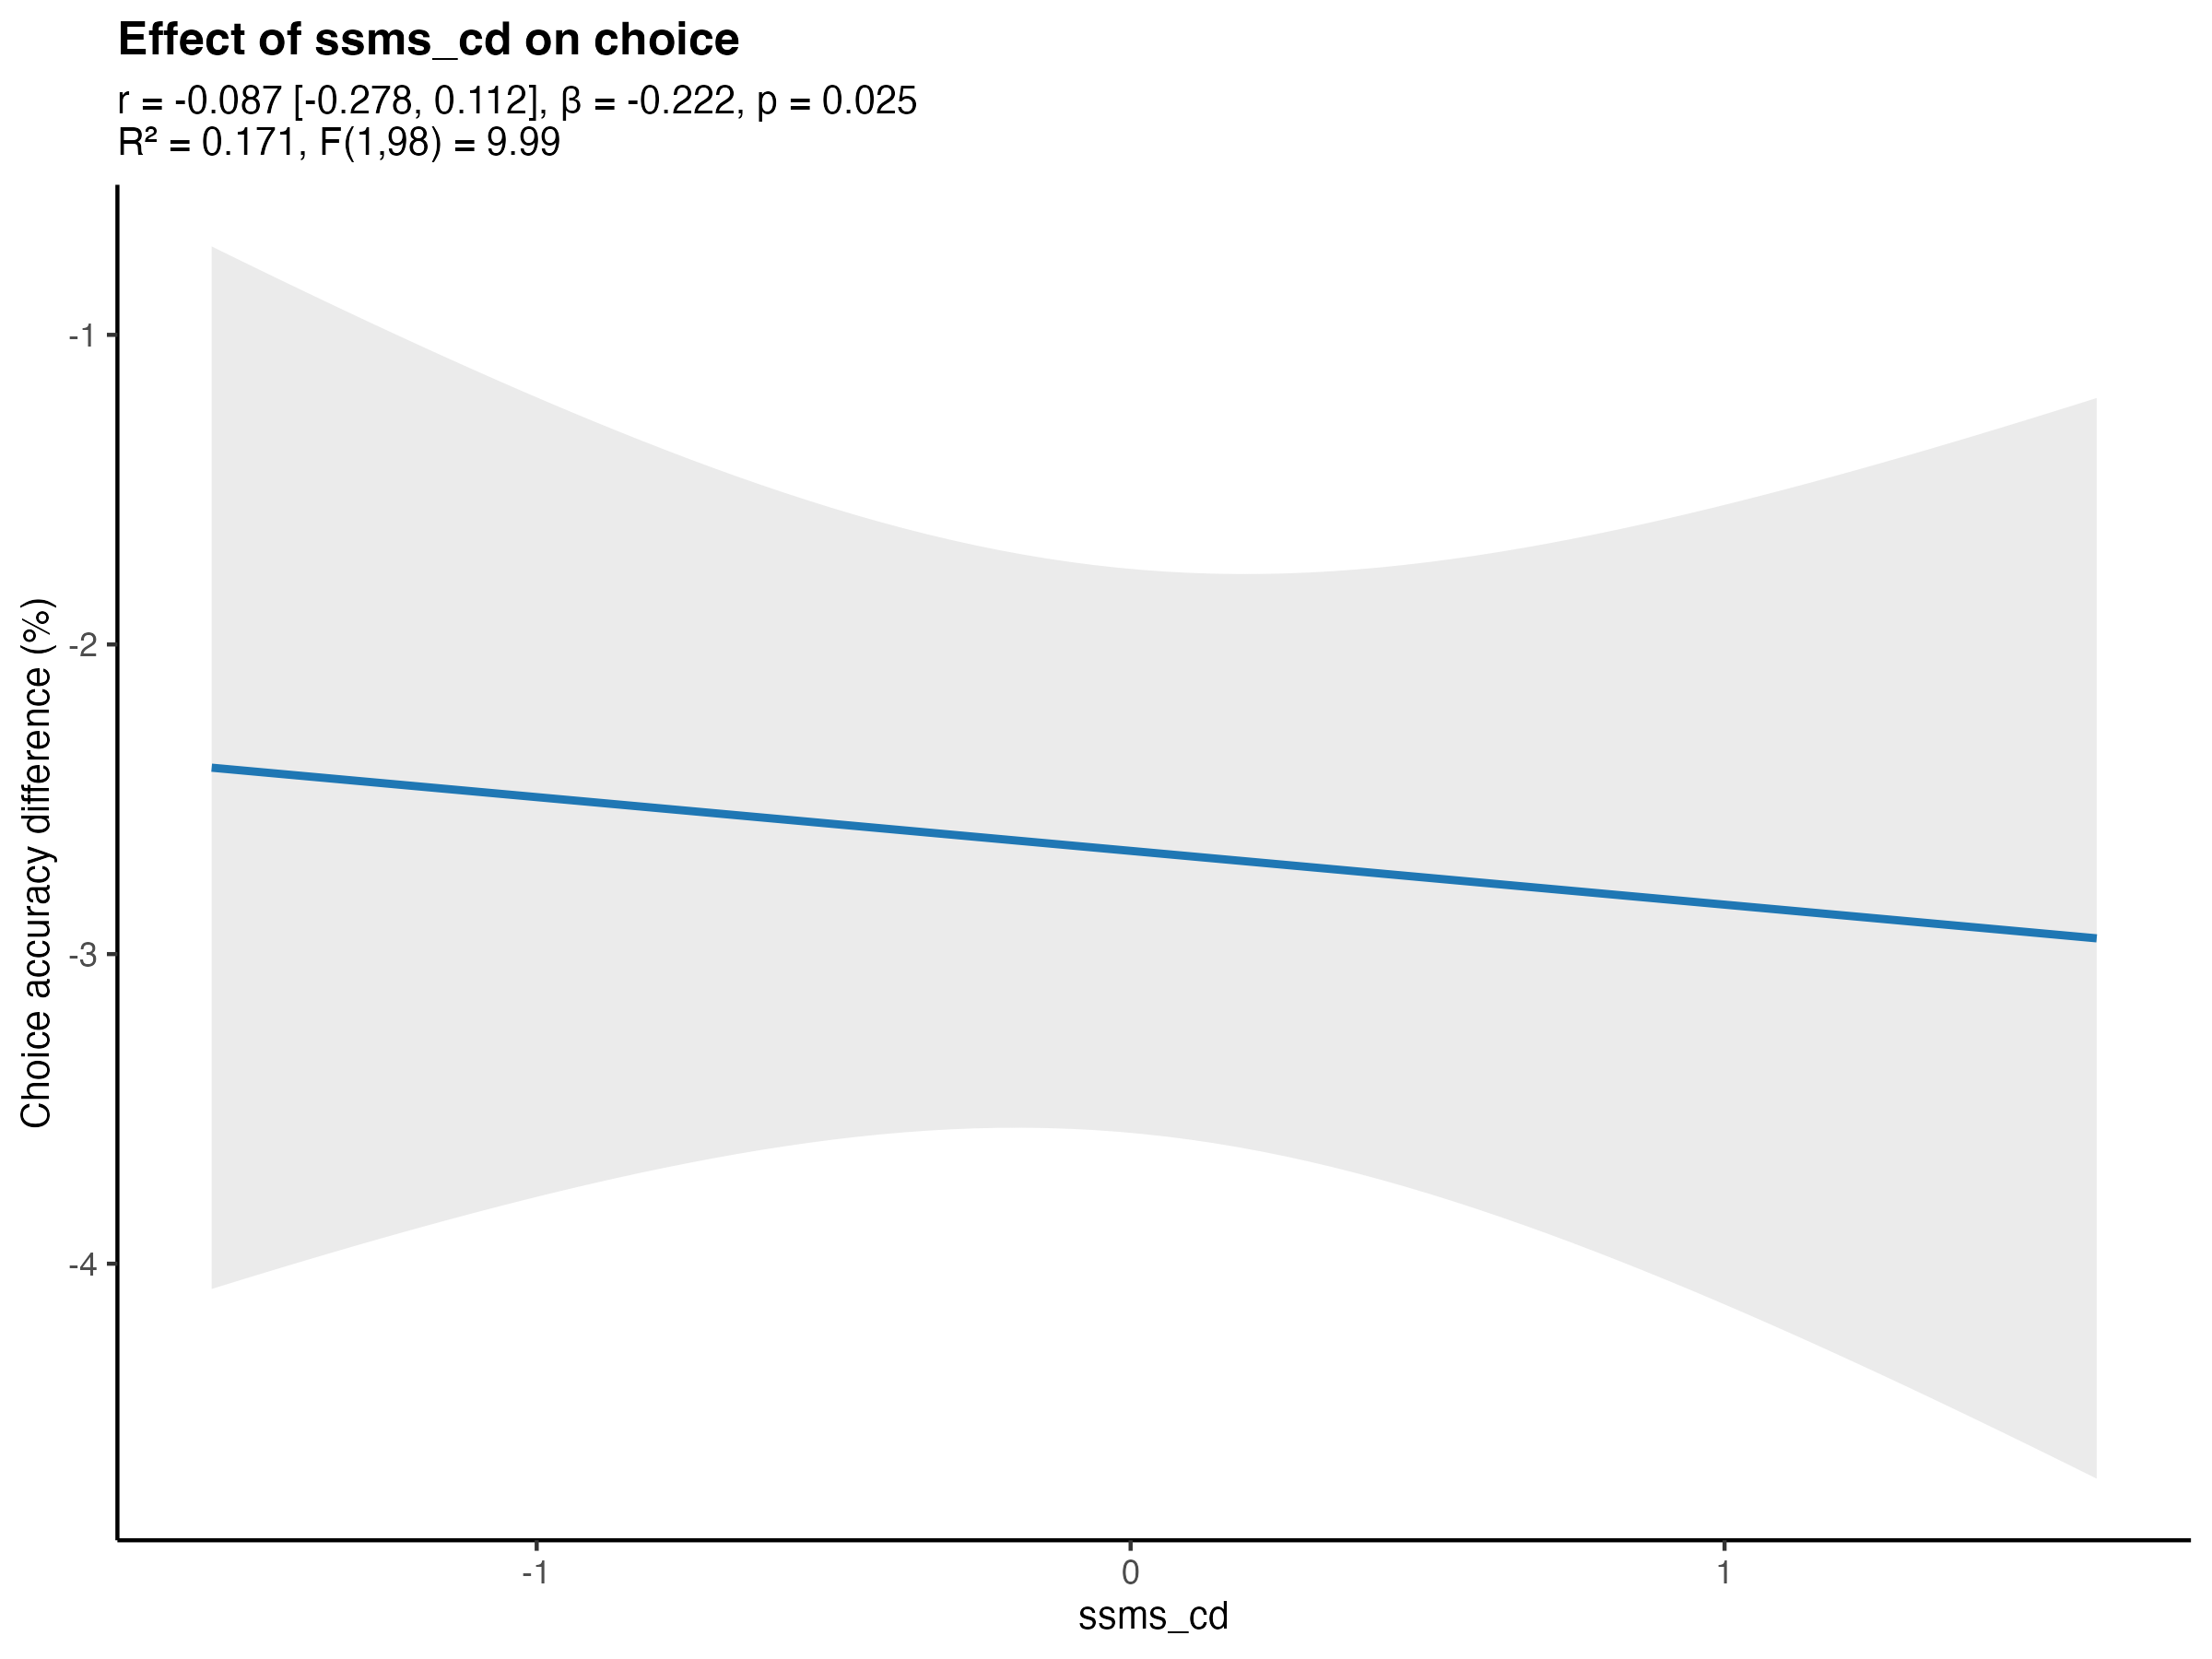 Effect of ssms_cd on choice
r = -0.087 [-0.278, 0.112], β = -0.222, p = 0.025
R² = 0.171, F(1,98) = 9.99
Choice accuracy difference (%)
-1
-2
-3
-4
-1
0
1
ssms_cd